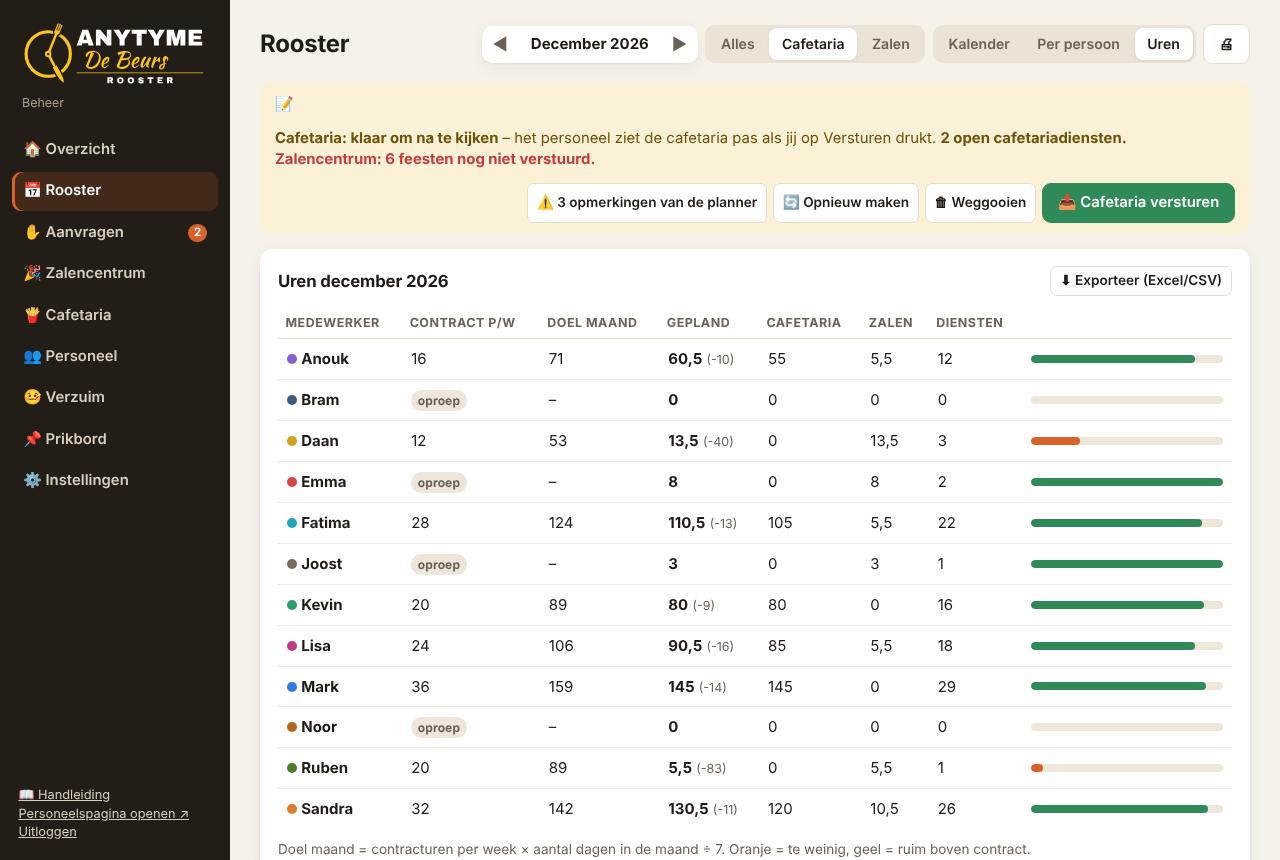 ANYTYME
De Beurs
ROOSTER
Beheer
Overzicht
Rooster
Aanvragen 2
Zalencentrum
Cafetaria
Personeel
Verzuim
Prikbord
Instellingen
Handleiding
Personeelspagina openen ↗
Uitloggen
Rooster
◀ December 2026 ▶
Alles Cafetaria Zalen
Kalender Per persoon Uren
Cafetaria: klaar om na te kijken – het personeel ziet de cafetaria pas als jij op Versturen drukt. 2 open cafetariadiensten.
Zalencentrum: 6 feesten nog niet verstuurd.
3 opmerkingen van de planner Opnieuw maken Weggooien Cafetaria versturen
Uren december 2026 ⬇ Exporteer (Excel/CSV)
MEDEWERKER CONTRACT P/W DOEL MAAND GEPLAND CAFETARIA ZALEN DIENSTEN
Anouk 16 71 60,5 (-10) 55 5,5 12
Bram oproep – 0 0 0 0
Daan 12 53 13,5 (-40) 0 13,5 3
Emma oproep – 8 0 8 2
Fatima 28 124 110,5 (-13) 105 5,5 22
Joost oproep – 3 0 3 1
Kevin 20 89 80 (-9) 80 0 16
Lisa 24 106 90,5 (-16) 85 5,5 18
Mark 36 159 145 (-14) 145 0 29
Noor oproep – 0 0 0 0
Ruben 20 89 5,5 (-83) 0 5,5 1
Sandra 32 142 130,5 (-11) 120 10,5 26
Doel maand = contracturen per week × aantal dagen in de maand ÷ 7. Oranje = te weinig, geel = ruim boven contract.